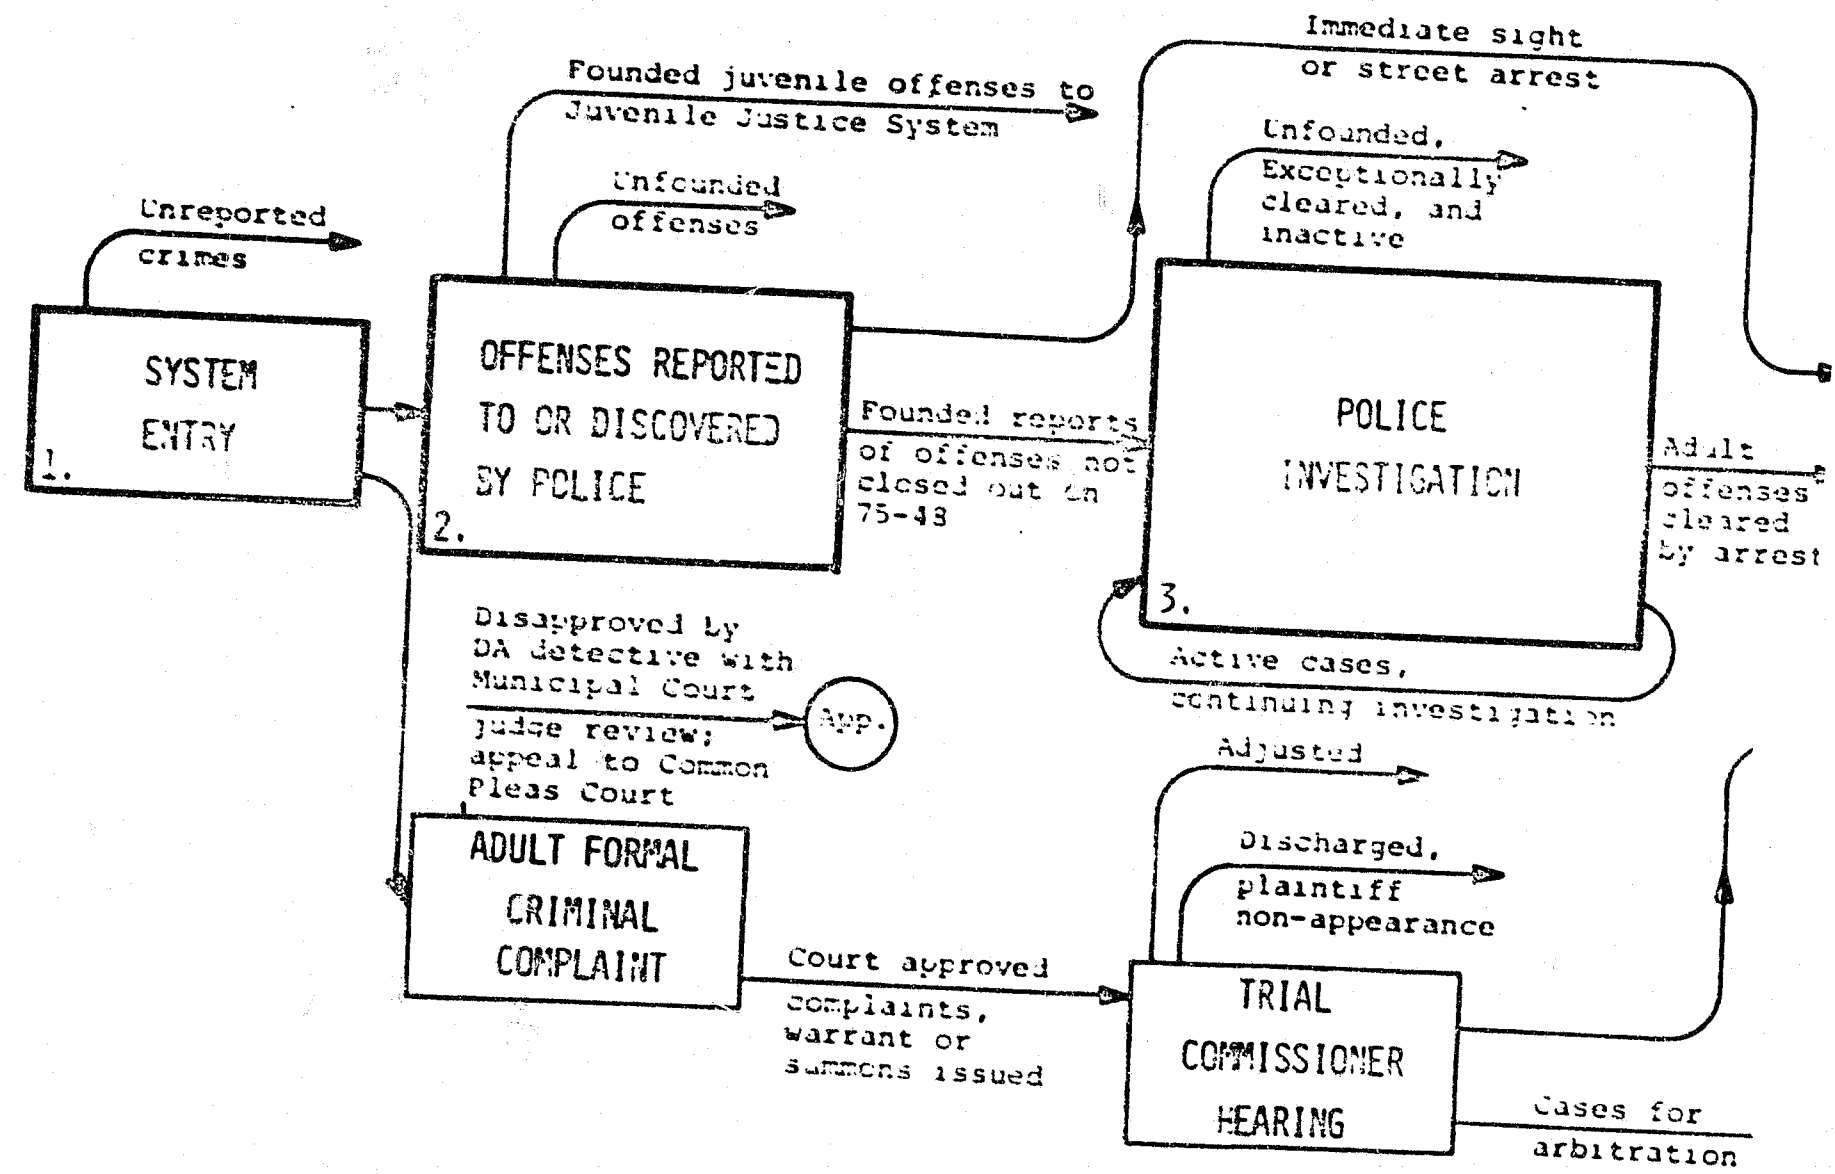 Immediate sight
or street arrest
Founded juvenile offenses to
Juvenile Justice System
Unfounded,
Exceptionally
cleared, and
inactive
Unfounded
offenses
Unreported
crimes
SYSTEM
ENTRY
1.
OFFENSES REPORTED
TO OR DISCOVERED
BY POLICE
2.
Founded reports
of offenses not
closed out on
75-48
POLICE
INVESTIGATION
3.
Adult
offenses
cleared
by arrest
Active cases,
continuing investigation
Disapproved by
DA detective with
Municipal Court
judge review;
appeal to Common
Pleas Court
App.
Adjusted
Discharged,
plaintiff
non-appearance
ADULT FORMAL
CRIMINAL
COMPLAINT
Court approved
complaints,
warrant or
summons issued
TRIAL
COMMISSIONER
HEARING
Cases for
arbitration